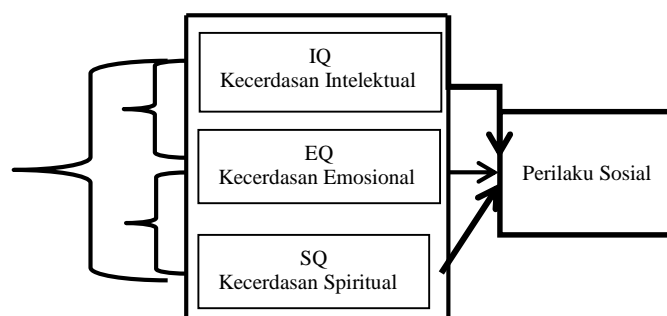 IQ
Kecerdasan Intelektual
EQ
Kecerdasan Emosional
Perilaku Sosial
SQ
Kecerdasan Spiritual